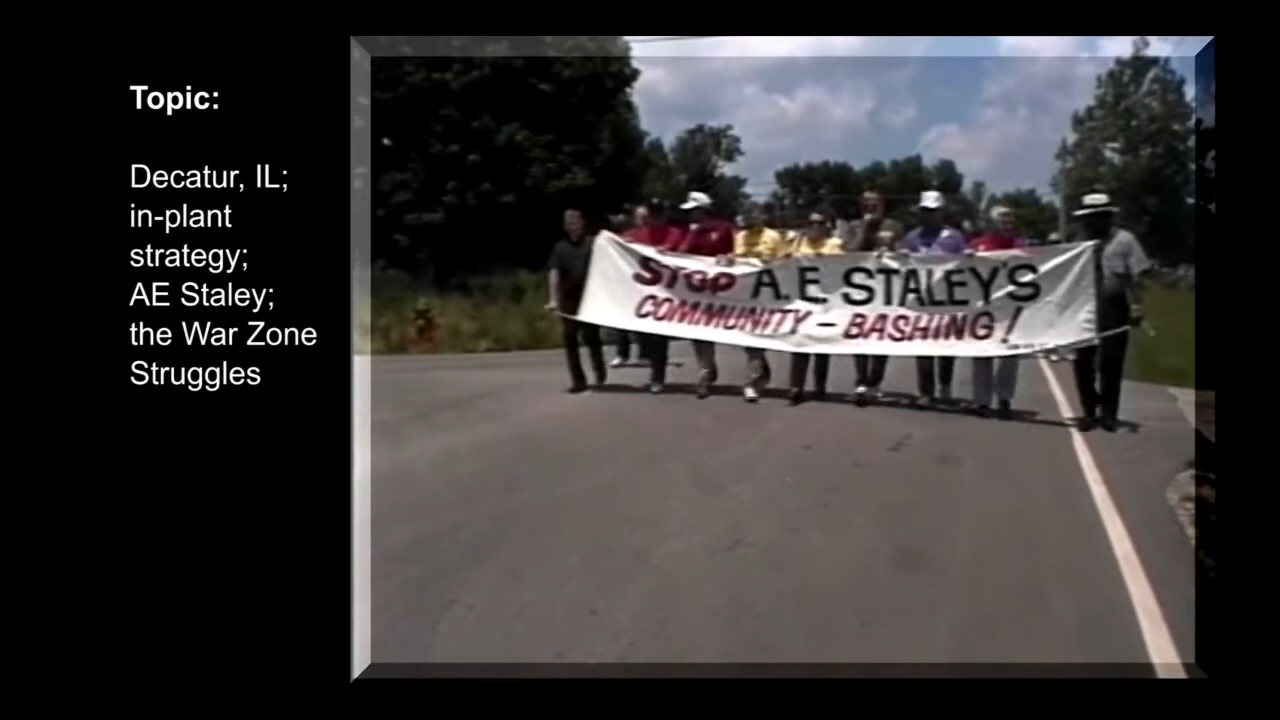 Topic:
Decatur, IL;
in-plant
strategy;
AE Staley;
the War Zone
Struggles
STOP A.E. STALEY'S
COMMUNITY - BASHING!